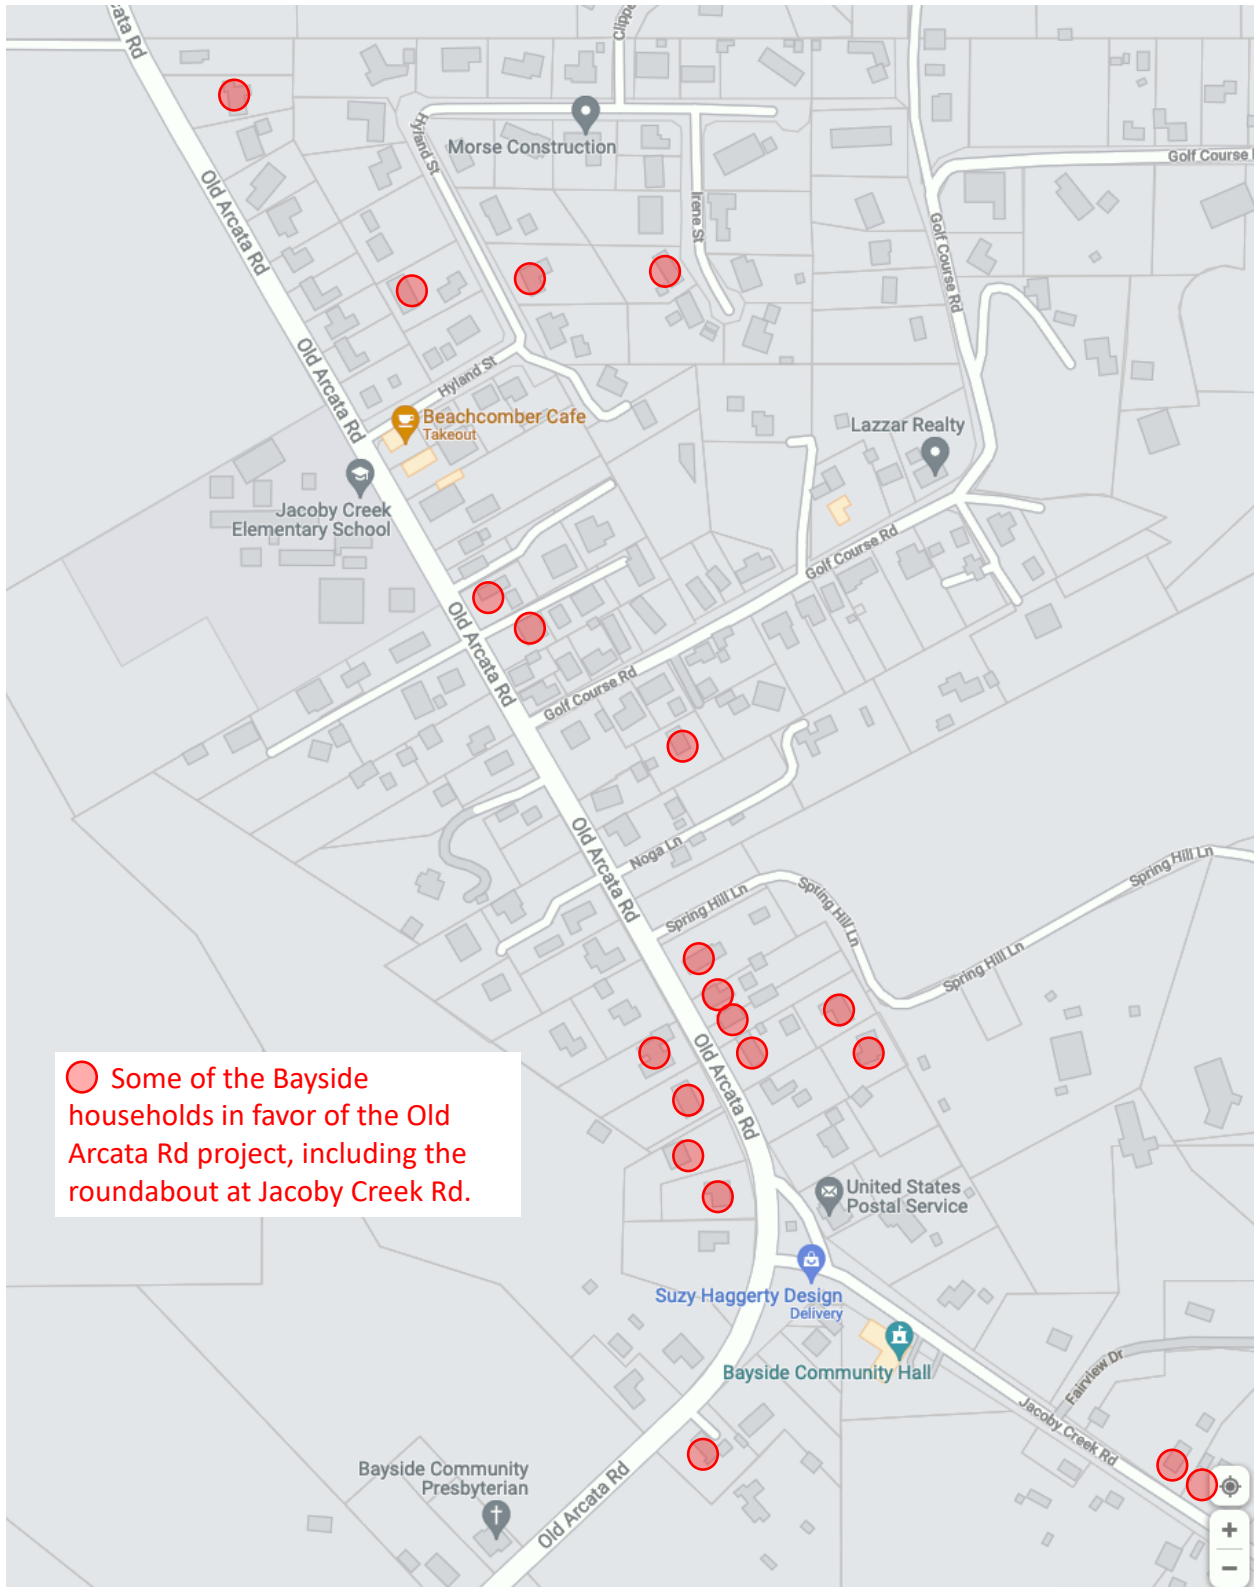 ata Rd
Clippe
Hyland St
Morse Construction
Golf Course
Old Arcata Rd
Irene St
Golf Course Rd
Old Arcata Rd
Hyland St
Beachcomber Cafe
Takeout
Lazzar Realty
Jacoby Creek
Elementary School
Golf Course Rd
Old Arcata Rd
Golf Course Rd
Old Arcata Rd
Noga Ln
Spring Hill Ln
Spring Hill Ln
Spring Hill Ln
Spring Hill Ln
Old Arcata Rd
Some of the Bayside
households in favor of the Old
Arcata Rd project, including the
roundabout at Jacoby Creek Rd.
United States
Postal Service
Suzy Haggerty Design
Delivery
Bayside Community Hall
Fairview Dr
Jacoby Creek Rd
Bayside Community
Presbyterian
Old Arcata Rd
+
−